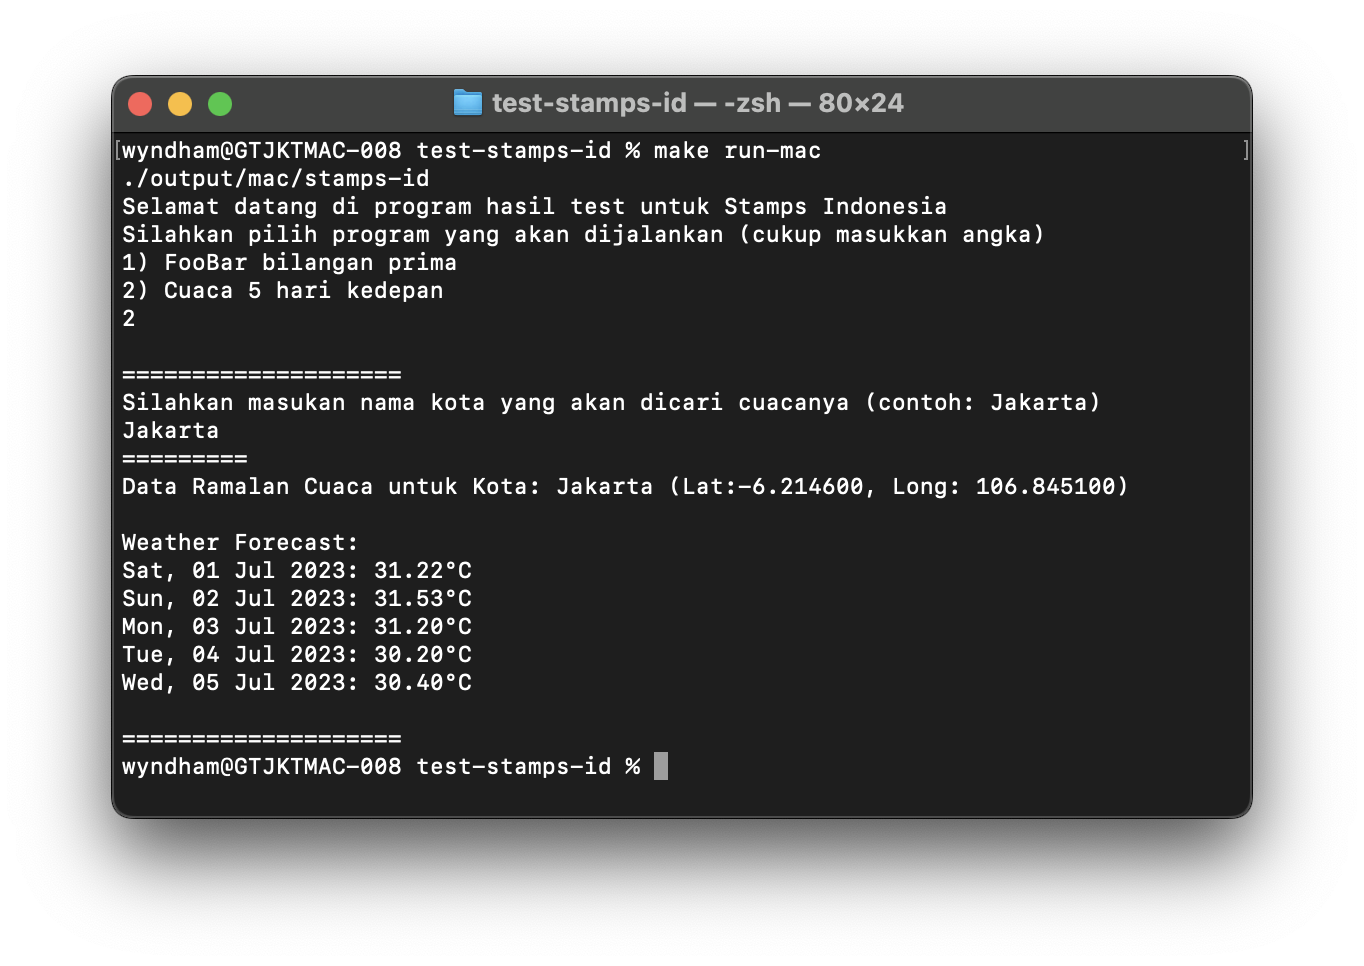 test-stamps-id — -zsh — 80×24
[wyndham@GTJKTMAC-008 test-stamps-id % make run-mac ]
./output/mac/stamps-id
Selamat datang di program hasil test untuk Stamps Indonesia
Silahkan pilih program yang akan dijalankan (cukup masukkan angka)
1) FooBar bilangan prima
2) Cuaca 5 hari kedepan
2
====================
Silahkan masukan nama kota yang akan dicari cuacanya (contoh: Jakarta)
Jakarta
=========
Data Ramalan Cuaca untuk Kota: Jakarta (Lat:-6.214600, Long: 106.845100)
Weather Forecast:
Sat, 01 Jul 2023: 31.22°C
Sun, 02 Jul 2023: 31.53°C
Mon, 03 Jul 2023: 31.20°C
Tue, 04 Jul 2023: 30.20°C
Wed, 05 Jul 2023: 30.40°C
====================
wyndham@GTJKTMAC-008 test-stamps-id %